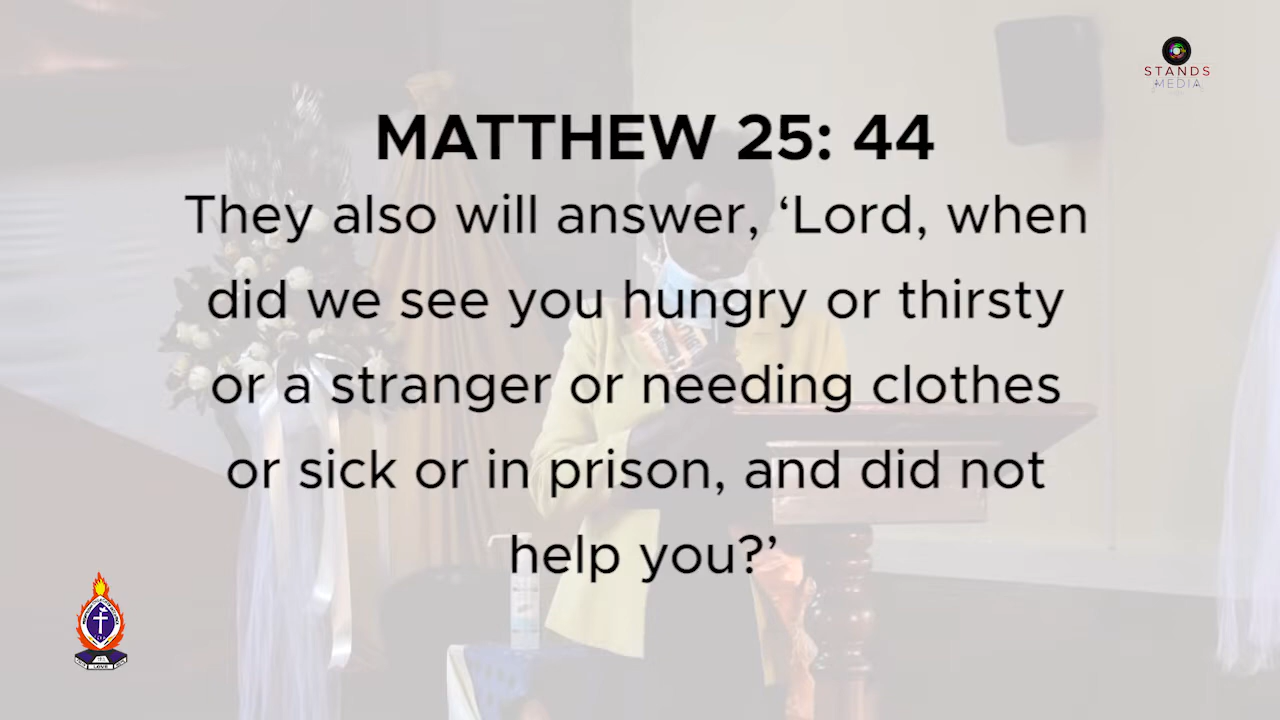 STANDS
MEDIA
MATTHEW 25: 44
They also will answer, ‘Lord, when
did we see you hungry or thirsty
or a stranger or needing clothes
or sick or in prison, and did not
help you?’
LOVE